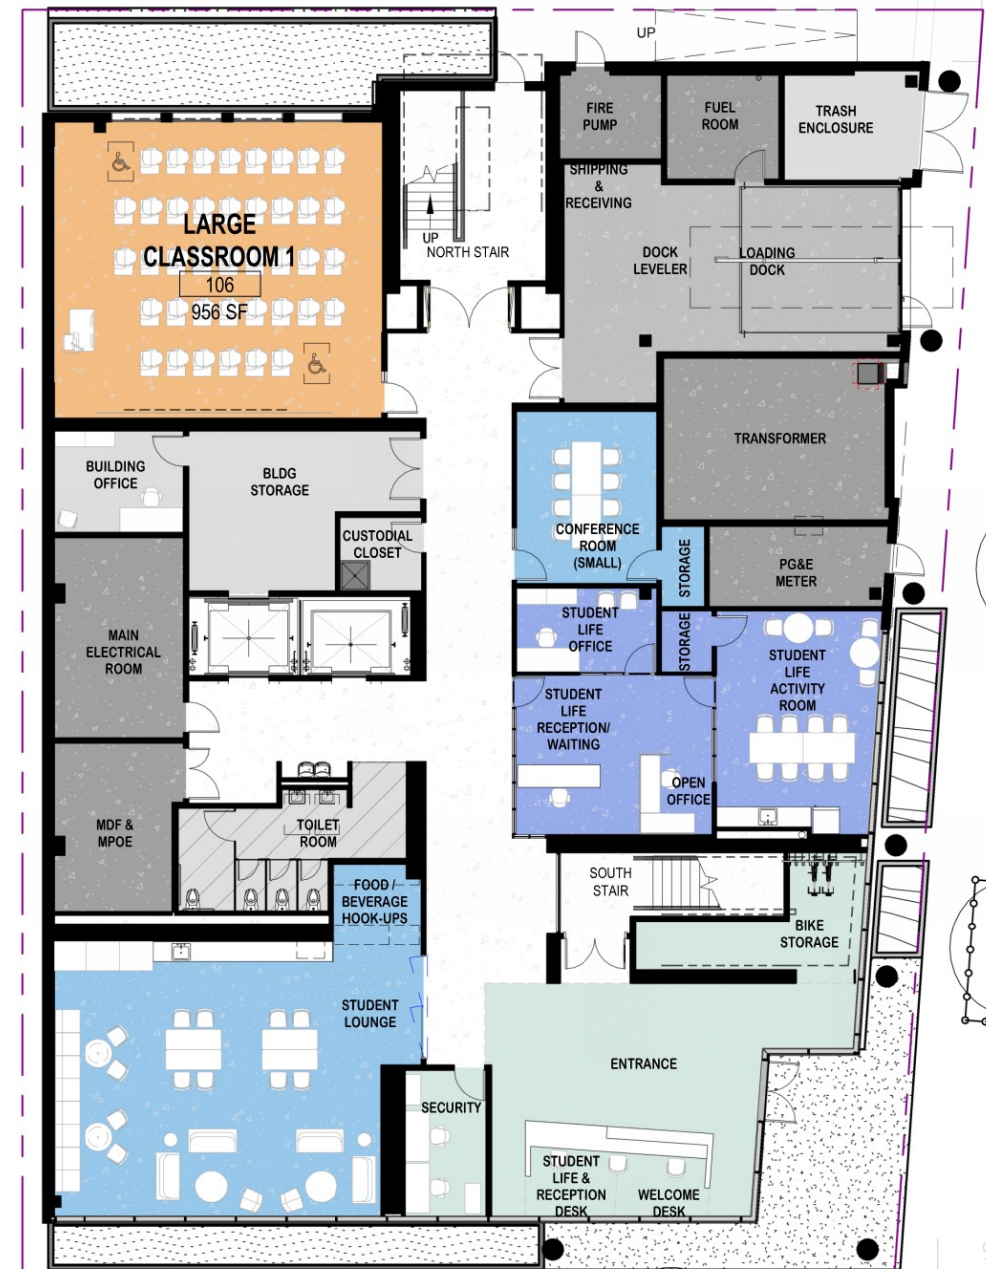 UP
FIRE
PUMP
FUEL
ROOM
TRASH
ENCLOSURE
SHIPPING
&
RECEIVING
LARGE
CLASSROOM 1
106
956 SF
UP
NORTH STAIR
DOCK
LEVELER
LOADING
DOCK
TRANSFORMER
BUILDING
OFFICE
BLDG
STORAGE
CUSTODIAL
CLOSET
CONFERENCE
ROOM
(SMALL)
STORAGE
PG&E
METER
MAIN
ELECTRICAL
ROOM
STUDENT
LIFE
OFFICE
STORAGE
STUDENT
LIFE
ACTIVITY
ROOM
STUDENT
LIFE
RECEPTION/
WAITING
OPEN
OFFICE
MDF &
MPOE
TOILET
ROOM
FOOD /
BEVERAGE
HOOK-UPS
SOUTH
STAIR
BIKE
STORAGE
STUDENT
LOUNGE
ENTRANCE
SECURITY
STUDENT
LIFE &
RECEPTION
DESK
WELCOME
DESK